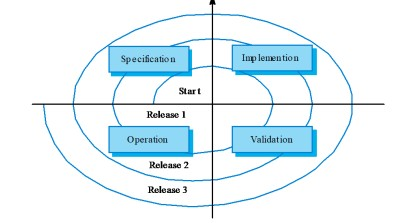 Specification
Implemention
Start
Release 1
Operation
Validation
Release 2
Release 3